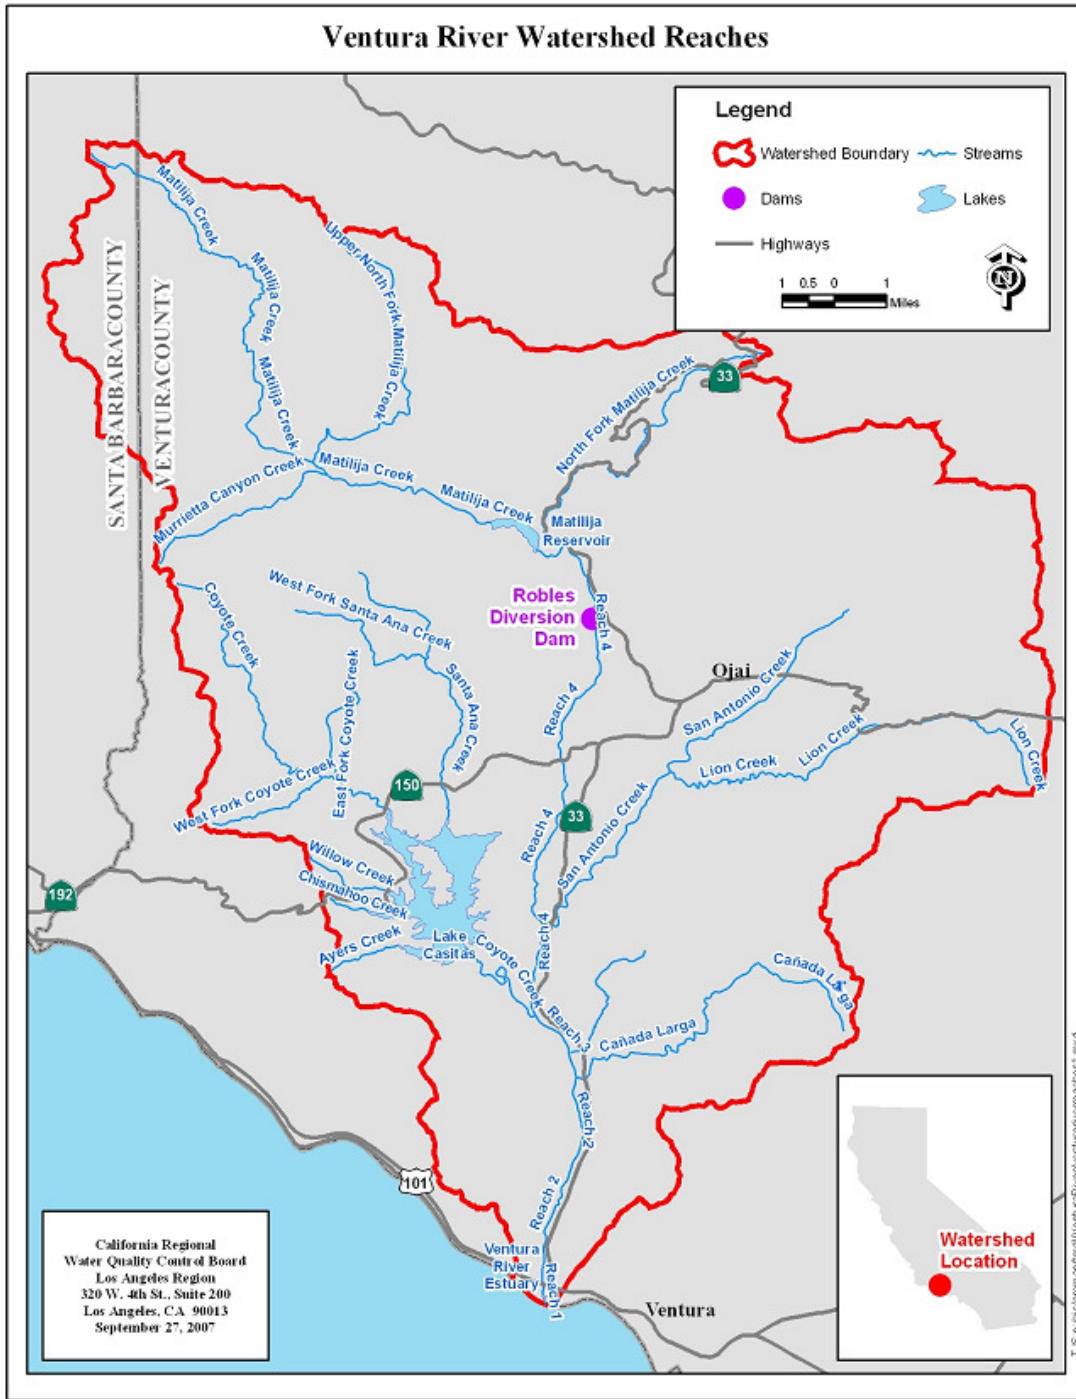 Ventura River Watershed Reaches
Legend
Watershed Boundary
Streams
Dams
Lakes
Highways
1 0.5 0 1
Miles
N
SANTA BARBARA COUNTY
VENTURA COUNTY
Matilija Creek
Matilija Creek
Matilija Creek
Upper North Fork Matilija Creek
Murrietta Canyon Creek
Matilija Creek
Matilija Creek
North Fork Matilija Creek
33
Matilija
Reservoir
Robles
Diversion
Dam
Reach 4
Coyote Creek
West Fork Santa Ana Creek
Santa Ana Creek
East Fork Coyote Creek
West Fork Coyote Creek
Ojai
San Antonio Creek
Lion Creek
Lion Creek
Lion Creek
Reach 4
150
33
Reach 4
San Antonio Creek
Willow Creek
Chismahoo Creek
Ayers Creek
192
Lake
Casitas
Coyote Creek
Reach 4
Reach 3
Cañada Larga
Cañada Larga
Reach 2
Reach 2
101
Ventura
River
Estuary
Reach 1
Ventura
California Regional
Water Quality Control Board
Los Angeles Region
320 W. 4th St., Suite 200
Los Angeles, CA 90013
September 27, 2007
Watershed
Location